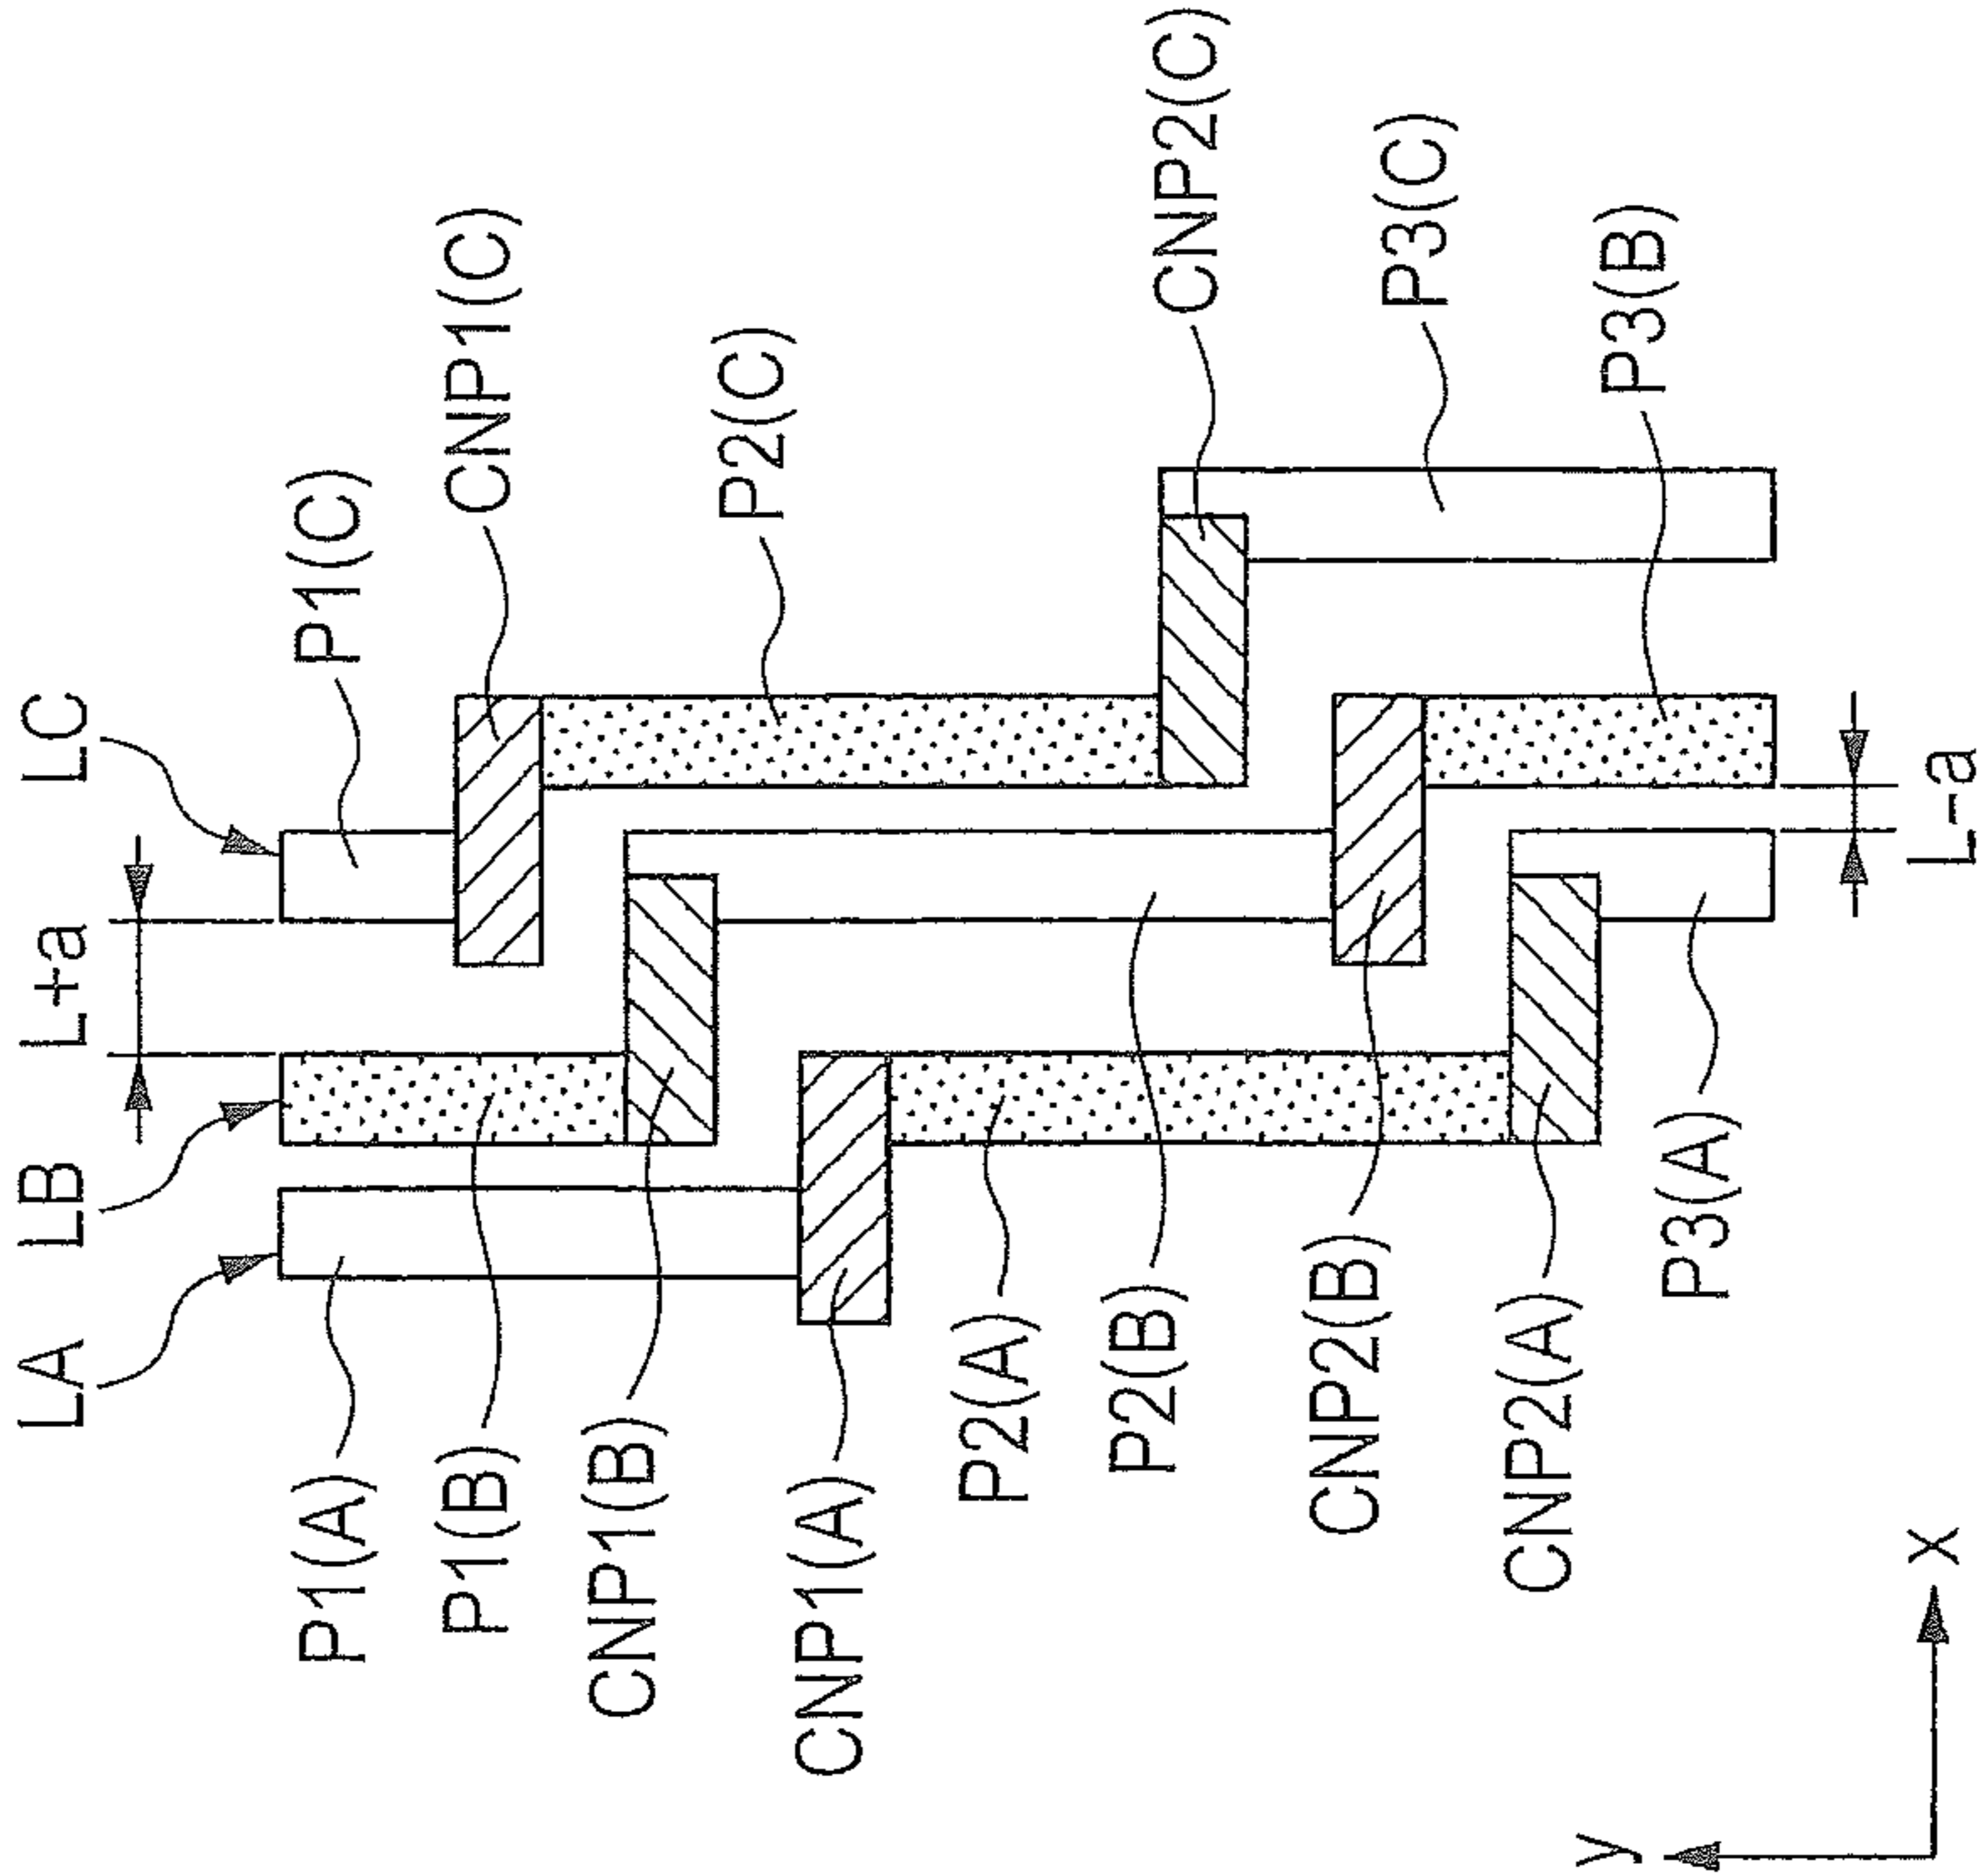 LA
LB
L+a
LC
P1(A)
P1(B)
CNP1(B)
CNP1(A)
P2(A)
P2(B)
CNP2(B)
CNP2(A)
P3(A)
P1(C)
CNP1(C)
P2(C)
CNP2(C)
P3(C)
P3(B)
L-a
y
x